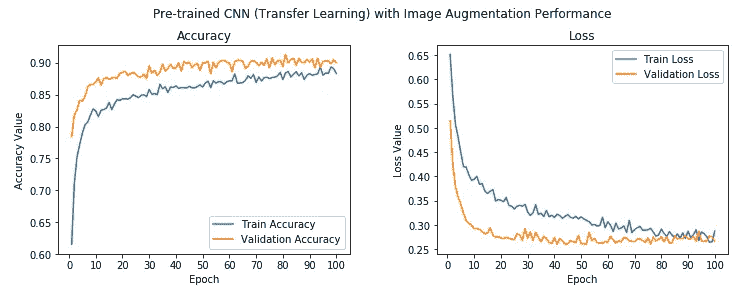 Pre-trained CNN (Transfer Learning) with Image Augmentation Performance
Accuracy
Accuracy Value
0.90
0.85
0.80
0.75
0.70
0.65
0.60
Train Accuracy
Validation Accuracy
0 10 20 30 40 50 60 70 80 90 100
Epoch
Loss
Loss Value
0.65
0.60
0.55
0.50
0.45
0.40
0.35
0.30
0.25
Train Loss
Validation Loss
0 10 20 30 40 50 60 70 80 90 100
Epoch